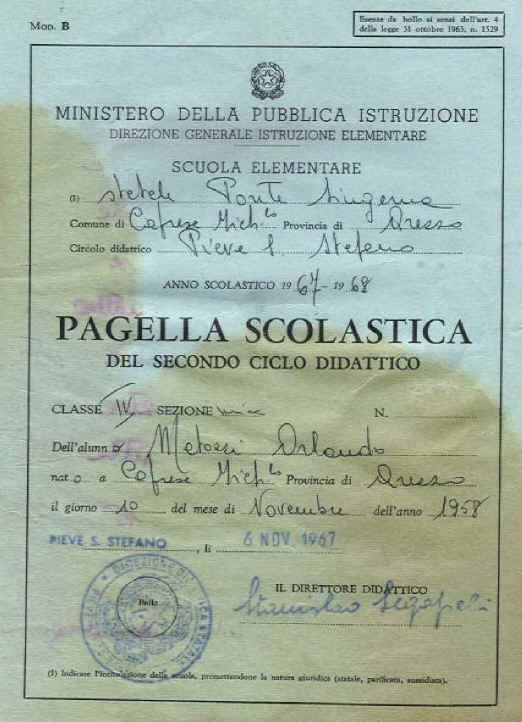 Mod. B
Esente da bollo ai sensi dell'art. 4
della legge 31 ottobre 1963, n. 1529
MINISTERO DELLA PUBBLICA ISTRUZIONE
DIREZIONE GENERALE ISTRUZIONE ELEMENTARE
SCUOLA ELEMENTARE
(1) statale Ponte Singerna
Comune di Caprese Mich.lo Provincia di Arezzo
Circolo didattico Pieve S. Stefano
ANNO SCOLASTICO 1967-1968
PAGELLA SCOLASTICA
DEL SECONDO CICLO DIDATTICO
CLASSE IV SEZIONE unica N.
Dell'alunno Orlando
nato a Caprese Mich.lo Provincia di Arezzo
il giorno 10 del mese di Novembre dell'anno 1958
PIEVE S. STEFANO, li 6 NOV. 1967
IL DIRETTORE DIDATTICO
Bollo
Stanislao
(1) Indicare l'intitolazione della scuola, premettendone la natura giuridica (statale, parificata, sussidiata).